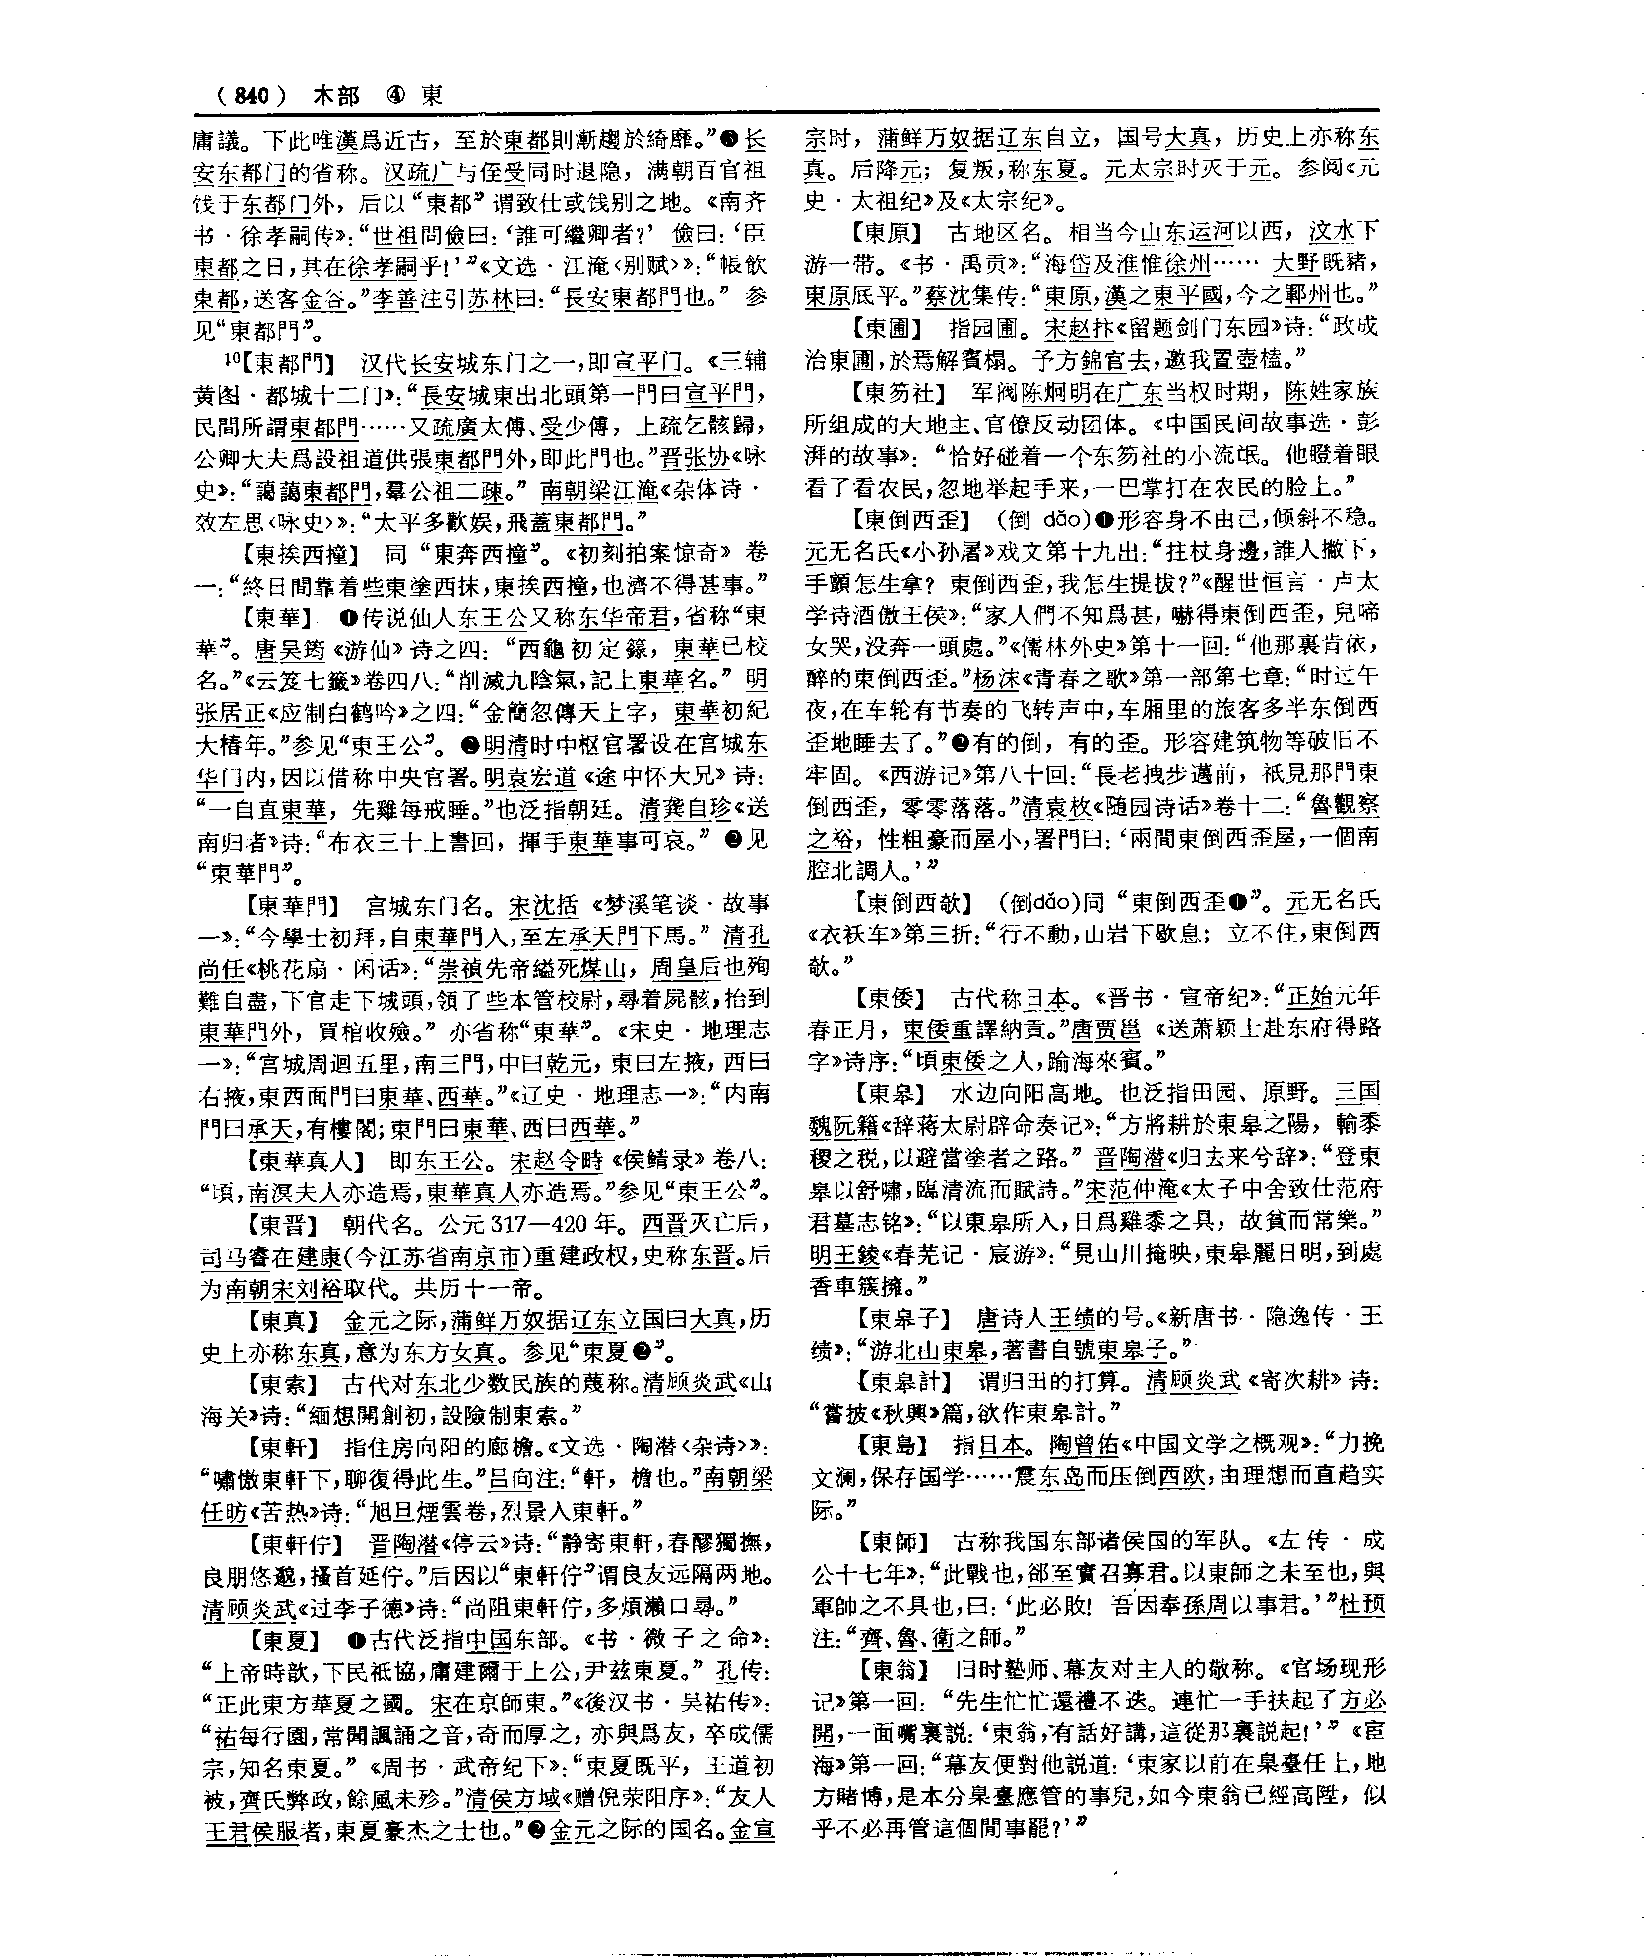 （840） 木部 ④ 東
庸議。下此唯漢爲近古，至於東都則漸趨於綺靡。”❸长
安东都门的省称。汉疏广与侄受同时退隐，满朝百官祖
饯于东都门外，后以“東都”谓致仕或饯别之地。《南齐
书·徐孝嗣传》：“世祖問儉曰：‘誰可繼卿者？’儉曰：‘臣
東都之日，其在徐孝嗣乎！’”《文选·江淹〈别赋〉》：“帳飲
東都，送客金谷。”李善注引苏林曰：“長安東都門也。”参
见“東都門”。
10【東都門】 汉代长安城东门之一，即宣平门。《三辅
黄图·都城十二门》：“長安城東出北頭第一門曰宣平門，
民間所謂東都門……又疏廣太傅、受少傅，上疏乞骸歸，
公卿大夫爲設祖道供張東都門外，即此門也。”晋张协《咏
史》：“藹藹東都門，羣公祖二疎。”南朝梁江淹《杂体诗·
效左思〈咏史〉》：“太平多歡娱，飛蓋東都門。”
【東挨西撞】 同“東奔西撞”。《初刻拍案惊奇》卷
一：“終日間靠着些東塗西抹，東挨西撞，也濟不得甚事。”
【東華】 ❶传说仙人东王公又称东华帝君，省称“東
華”。唐吴筠《游仙》诗之四：“西龜初定籙，東華已校
名。”《云笈七籤》卷四八：“削滅九陰氣，記上東華名。”明
张居正《应制白鹤吟》之四：“金簡忽傳天上字，東華初紀
大椿年。”参见“東王公”。❷明清时中枢官署设在宫城东
华门内，因以借称中央官署。明袁宏道《途中怀大兄》诗：
“一自直東華，先雞每戒睡。”也泛指朝廷。清龚自珍《送
南归者》诗：“布衣三十上書回，揮手東華事可哀。”❸见
“東華門”。
【東華門】 宫城东门名。宋沈括《梦溪笔谈·故事
一》：“今學士初拜，自東華門入，至左承天門下馬。”清孔
尚任《桃花扇·闲话》：“崇禎先帝縊死煤山，周皇后也殉
難自盡，下官走下城頭，領了些本管校尉，尋着屍骸，抬到
東華門外，買棺收殮。”亦省称“東華”。《宋史·地理志
一》：“宫城周迴五里，南三門，中曰乾元，東曰左掖，西曰
右掖，東西面門曰東華、西華。”《辽史·地理志一》：“内南
門曰承天，有樓閣；東門曰東華、西曰西華。”
【東華真人】 即东王公。宋赵令畤《侯鲭录》卷八：
“頃，南溟夫人亦造焉，東華真人亦造焉。”参见“東王公”。
【東晋】 朝代名。公元317—420年。西晋灭亡后，
司马睿在建康（今江苏省南京市）重建政权，史称东晋。后
为南朝宋刘裕取代。共历十一帝。
【東真】 金元之际，蒲鲜万奴据辽东立国曰大真，历
史上亦称东真，意为东方女真。参见“東夏❷”。
【東索】 古代对东北少数民族的蔑称。清顾炎武《山
海关》诗：“緬想開創初，設險制東索。”
【東軒】 指住房向阳的廊檐。《文选·陶潜〈杂诗〉》：
“嘯傲東軒下，聊復得此生。”吕向注：“軒，檐也。”南朝梁
任昉《苦热》诗：“旭旦煙雲卷，烈景入東軒。”
【東軒佇】 晋陶潜《停云》诗：“静寄東軒，春醪獨撫，
良朋悠邈，搔首延佇。”后因以“東軒佇”谓良友远隔两地。
清顾炎武《过李子德》诗：“尚阻東軒佇，多煩瀨口尋。”
【東夏】 ❶古代泛指中国东部。《书·微子之命》：
“上帝時歆，下民祗協，庸建爾于上公，尹兹東夏。”孔传：
“正此東方華夏之國。宋在京師東。”《後汉书·吴祐传》：
“祐每行園，常聞諷誦之音，奇而厚之，亦與爲友，卒成儒
宗，知名東夏。”《周书·武帝纪下》：“東夏既平，王道初
被，齊氏弊政，餘風未殄。”清侯方域《赠倪荥阳序》：“友人
王君侯服者，東夏豪杰之士也。”❷金元之际的国名。金宣
宗时，蒲鲜万奴据辽东自立，国号大真，历史上亦称东
真。后降元；复叛，称东夏。元太宗时灭于元。参阅《元
史·太祖纪》及《太宗纪》。
【東原】 古地区名。相当今山东运河以西，汶水下
游一带。《书·禹贡》：“海岱及淮惟徐州…… 大野既豬，
東原厎平。”蔡沈集传：“東原，漢之東平國，今之鄆州也。”
【東圃】 指园圃。宋赵抃《留题剑门东园》诗：“政成
治東圃，於焉解賓榻。予方錦官去，邀我置壺榼。”
【東笏社】 军阀陈炯明在广东当权时期，陈姓家族
所组成的大地主、官僚反动团体。《中国民间故事选·彭
湃的故事》：“恰好碰着一个东笏社的小流氓。他瞪着眼
看了看农民，忽地举起手来，一巴掌打在农民的脸上。”
【東倒西歪】 （倒 dǎo）❶形容身不由己，倾斜不稳。
元无名氏《小孙屠》戏文第十九出：“拄杖身邊，誰人撇下，
手顫怎生拿？東倒西歪，我怎生提拔？”《醒世恒言·卢太
学诗酒傲王侯》：“家人們不知爲甚，嚇得東倒西歪，兒啼
女哭，没奔一頭處。”《儒林外史》第十一回：“他那裏肯依，
醉的東倒西歪。”杨沫《青春之歌》第一部第七章：“时过午
夜，在车轮有节奏的飞转声中，车厢里的旅客多半东倒西
歪地睡去了。”❷有的倒，有的歪。形容建筑物等破旧不
牢固。《西游记》第八十回：“長老拽步邁前，祇見那門東
倒西歪，零零落落。”清袁枚《随园诗话》卷十二：“魯觀察
之裕，性粗豪而屋小，署門曰：‘兩間東倒西歪屋，一個南
腔北調人。’”
【東倒西欹】 （倒dǎo）同“東倒西歪❶”。元无名氏
《衣袄车》第三折：“行不動，山岩下歇息；立不住，東倒西
欹。”
【東倭】 古代称日本。《晋书·宣帝纪》：“正始元年
春正月，東倭重譯納貢。”唐贾邕《送萧颖士赴东府得路
字》诗序：“頃東倭之人，踰海來賓。”
【東皋】 水边向阳高地。也泛指田园、原野。三国
魏阮籍《辞蒋太尉辟命奏记》：“方將耕於東皋之陽，輸黍
稷之税，以避當塗者之路。”晋陶潜《归去来兮辞》：“登東
皋以舒嘯，臨清流而賦詩。”宋范仲淹《太子中舍致仕范府
君墓志铭》：“以東皋所入，日爲雞黍之具，故貧而常樂。”
明王錂《春芜记·宸游》：“見山川掩映，東皋麗日明，到處
香車簇擁。”
【東皋子】 唐诗人王绩的号。《新唐书·隐逸传·王
绩》：“游北山東皋，著書自號東皋子。”
【東皋計】 谓归田的打算。清顾炎武《寄次耕》诗：
“嘗披《秋興》篇，欲作東皋計。”
【東島】 指日本。陶曾佑《中国文学之概观》：“力挽
文澜，保存国学……震东岛而压倒西欧，由理想而直趋实
际。”
【東師】 古称我国东部诸侯国的军队。《左传·成
公十七年》：“此戰也，郤至實召寡君。以東師之未至也，與
軍帥之不具也，曰：‘此必敗！吾因奉孫周以事君。’”杜预
注：“齊、魯、衛之師。”
【東翁】 旧时塾师、幕友对主人的敬称。《官场现形
记》第一回：“先生忙忙還禮不迭。連忙一手扶起了方必
開，一面嘴裏説：‘東翁，有話好講，這從那裏説起！’”《宦
海》第一回：“幕友便對他説道：‘東家以前在臬臺任上，地
方賭博，是本分臬臺應管的事兒，如今東翁已經高陞，似
乎不必再管這個閒事罷？’”